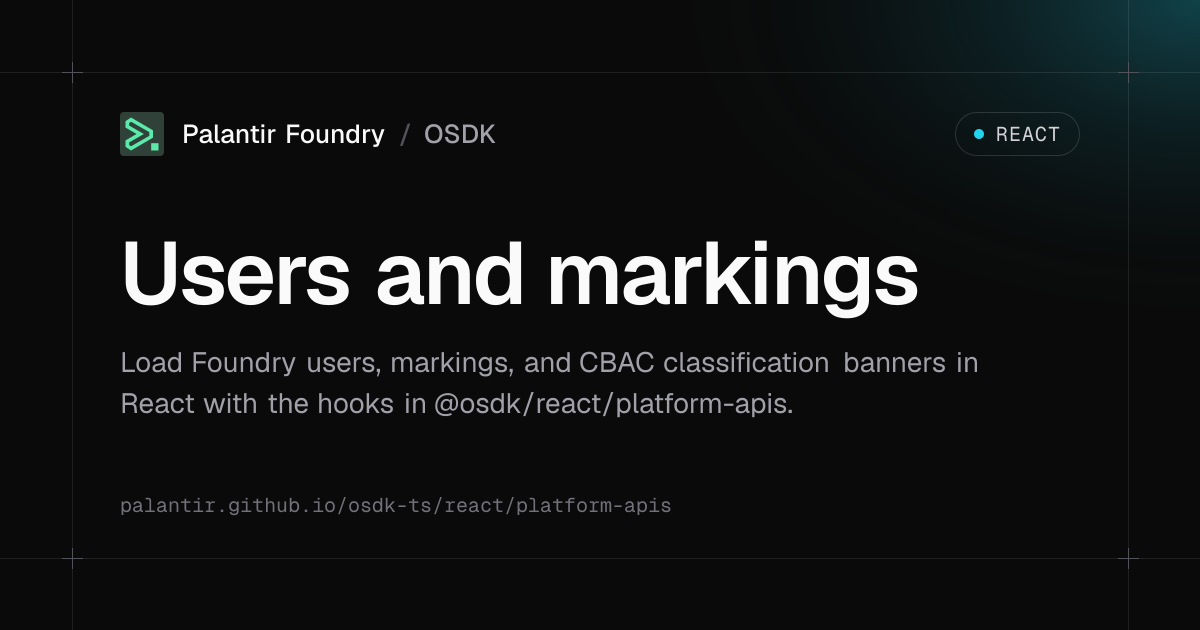 Palantir Foundry / OSDK
REACT
Users and markings
Load Foundry users, markings, and CBAC classification banners in
React with the hooks in @osdk/react/platform-apis.
palantir.github.io/osdk-ts/react/platform-apis